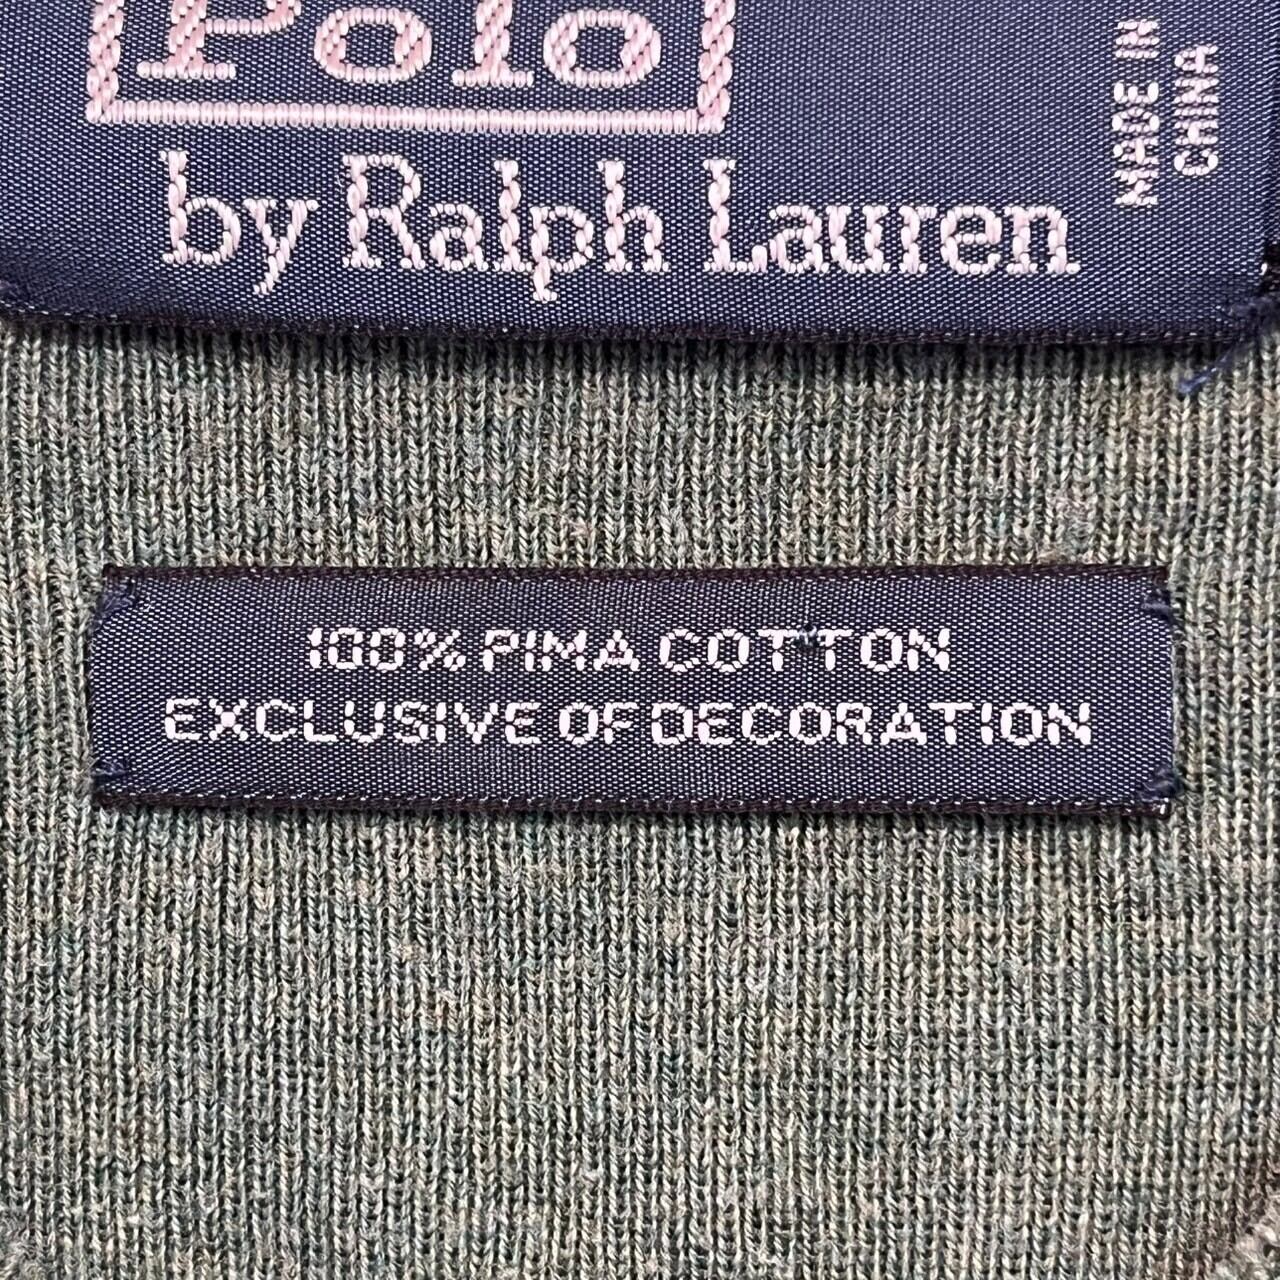 Polo
by Ralph Lauren
MADE IN
CHINA
100% PIMA COTTON
EXCLUSIVE OF DECORATION